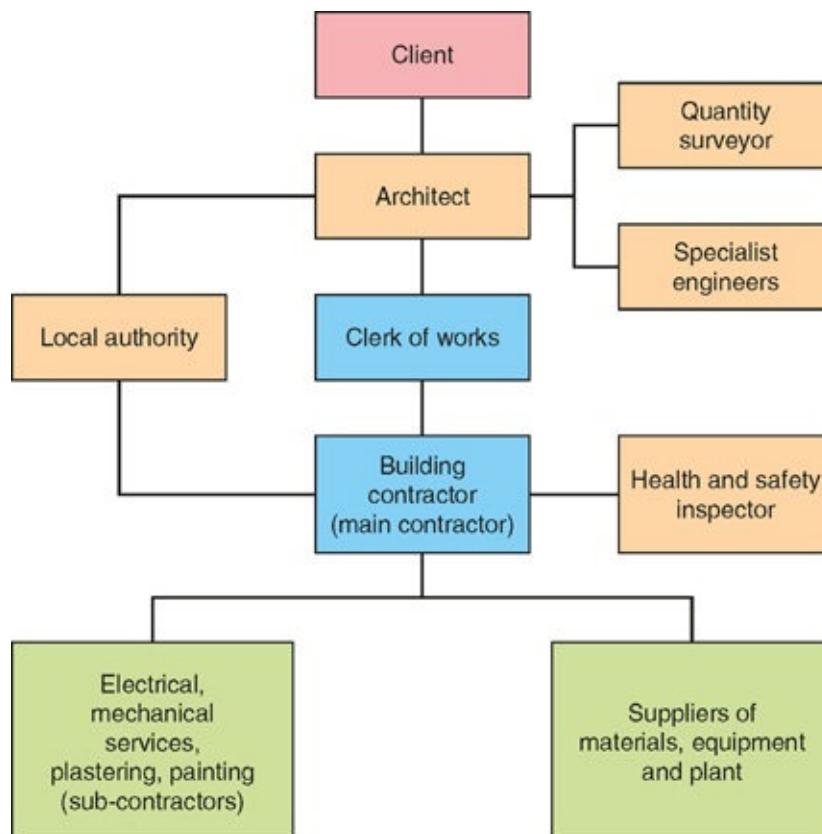 Client
Quantity
surveyor
Architect
Specialist
engineers
Local authority
Clerk of works
Building
contractor
(main contractor)
Health and safety
inspector
Electrical,
mechanical
services,
plastering, painting
(sub-contractors)
Suppliers of
materials, equipment
and plant